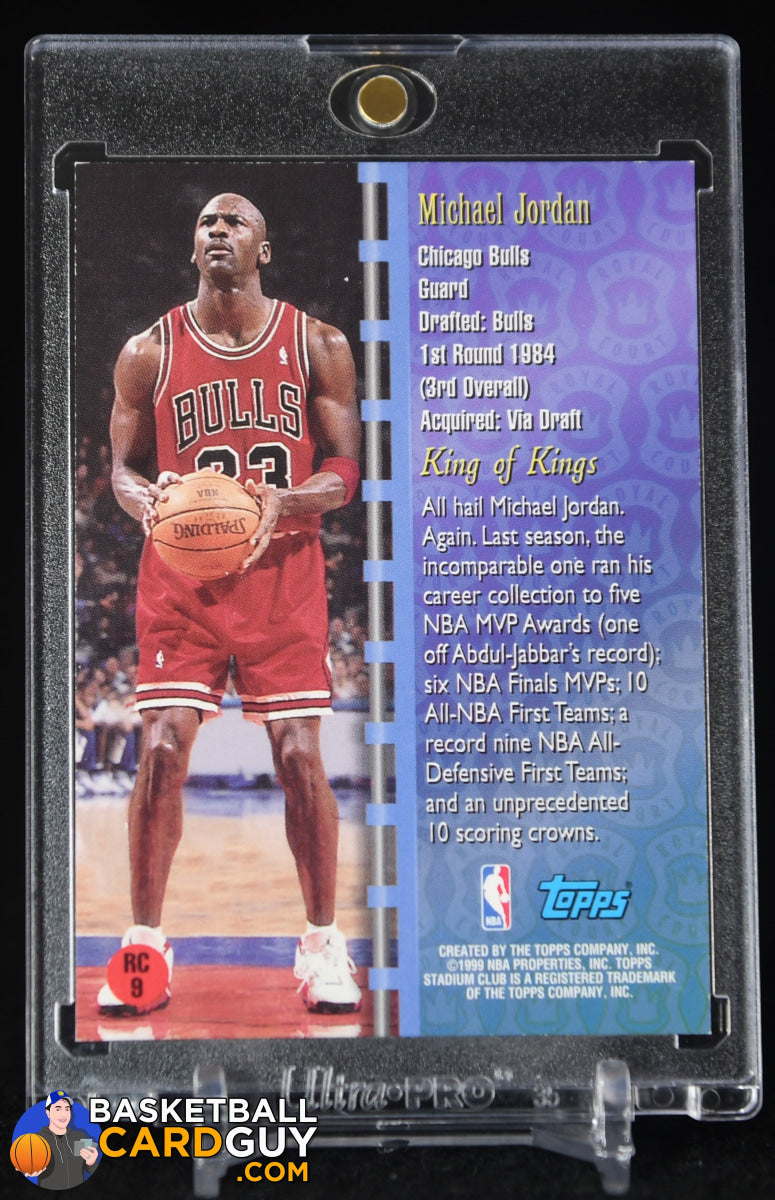 Michael Jordan
Chicago Bulls
Guard
Drafted: Bulls
1st Round 1984
(3rd Overall)
Acquired: Via Draft
King of Kings
All hail Michael Jordan.
Again. Last season, the
incomparable one ran his
career collection to five
NBA MVP Awards (one
off Abdul-Jabbar's record);
six NBA Finals MVPs; 10
All-NBA First Teams; a
record nine NBA All-
Defensive First Teams;
and an unprecedented
10 scoring crowns.
NBA
TOPPS
CREATED BY THE TOPPS COMPANY, INC.
©1999 NBA PROPERTIES, INC. TOPPS
STADIUM CLUB IS A REGISTERED TRADEMARK
OF THE TOPPS COMPANY, INC.
BULLS
23
NBA
SPALDING
RC
9
ROYAL
COURT
Ultra•PRO
BASKETBALL
CARDGUY
.COM